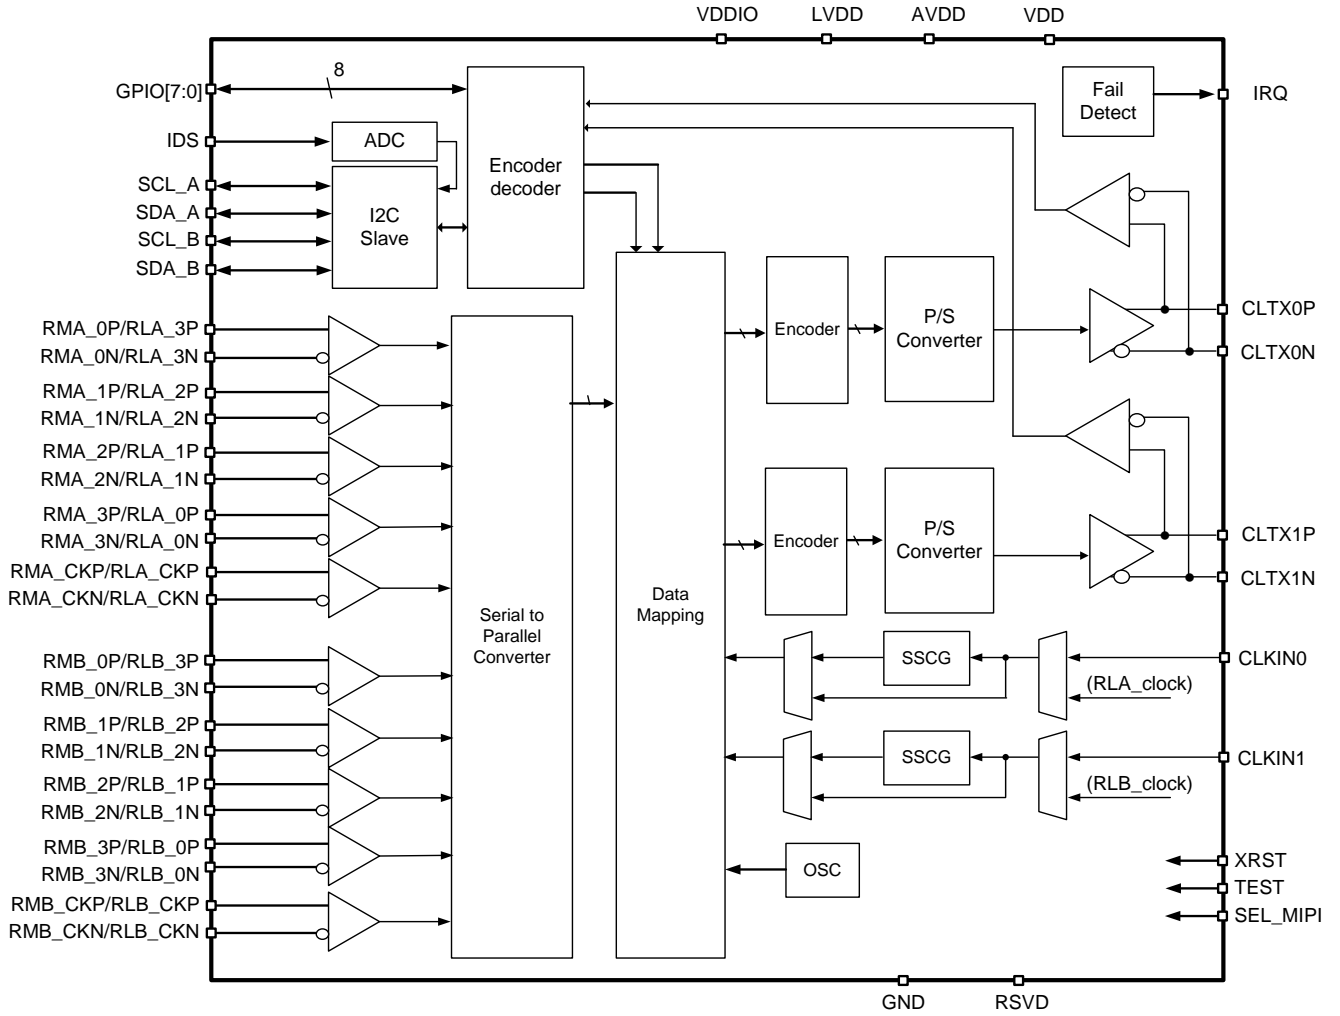 VDDIO LVDD AVDD VDD
GPIO[7:0]
8
IDS
ADC
SCL_A
SDA_A
SCL_B
SDA_B
I2C
Slave
Encoder
decoder
Fail
Detect
IRQ
RMA_0P/RLA_3P
RMA_0N/RLA_3N
RMA_1P/RLA_2P
RMA_1N/RLA_2N
RMA_2P/RLA_1P
RMA_2N/RLA_1N
RMA_3P/RLA_0P
RMA_3N/RLA_0N
RMA_CKP/RLA_CKP
RMA_CKN/RLA_CKN
RMB_0P/RLB_3P
RMB_0N/RLB_3N
RMB_1P/RLB_2P
RMB_1N/RLB_2N
RMB_2P/RLB_1P
RMB_2N/RLB_1N
RMB_3P/RLB_0P
RMB_3N/RLB_0N
RMB_CKP/RLB_CKP
RMB_CKN/RLB_CKN
Serial to
Parallel
Converter
Data
Mapping
Encoder
P/S
Converter
CLTX0P
CLTX0N
Encoder
P/S
Converter
CLTX1P
CLTX1N
SSCG
CLKIN0
(RLA_clock)
SSCG
CLKIN1
(RLB_clock)
OSC
XRST
TEST
SEL_MIPI
GND RSVD